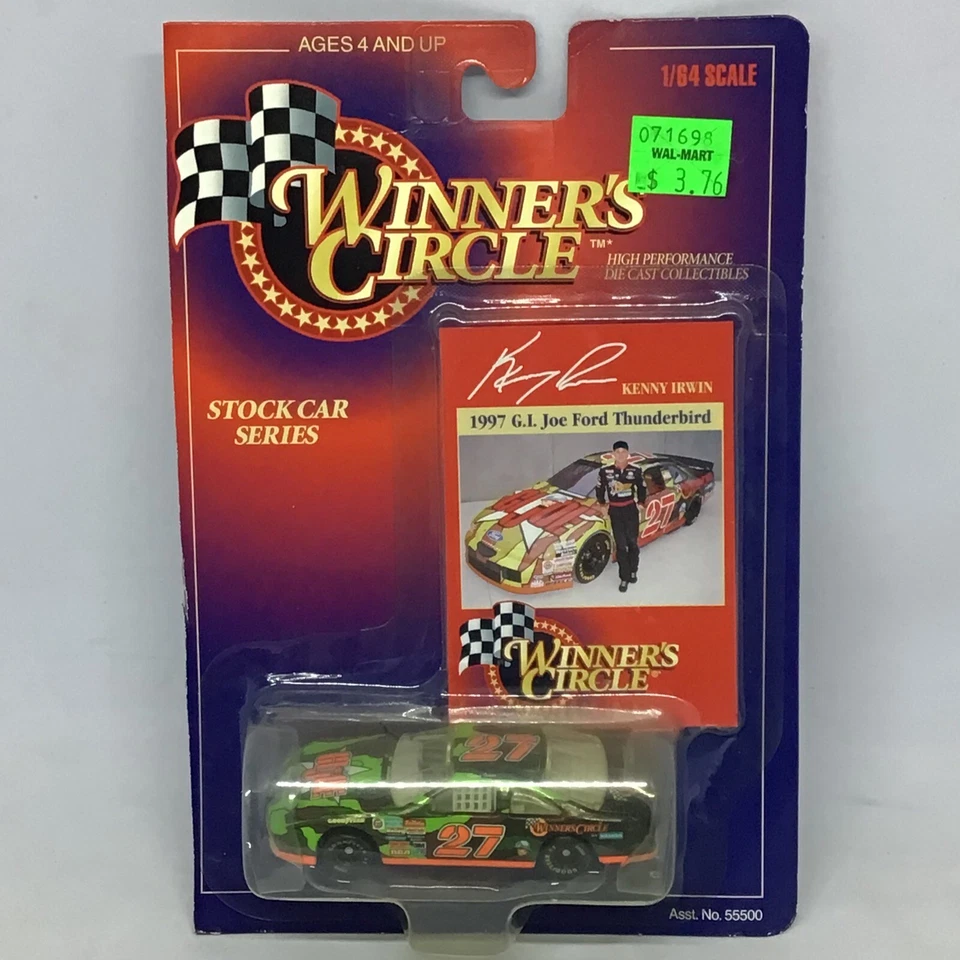 AGES 4 AND UP
1/64 SCALE
071698
WAL-MART
$ 3.76
WINNER'S
CIRCLE
TM*
HIGH PERFORMANCE
DIE CAST COLLECTIBLES
STOCK CAR
SERIES
KENNY IRWIN
1997 G.I. Joe Ford Thunderbird
27
WINNER'S
CIRCLE®
27
GOODYEAR
27
WINNER'S CIRCLE
Asst. No. 55500